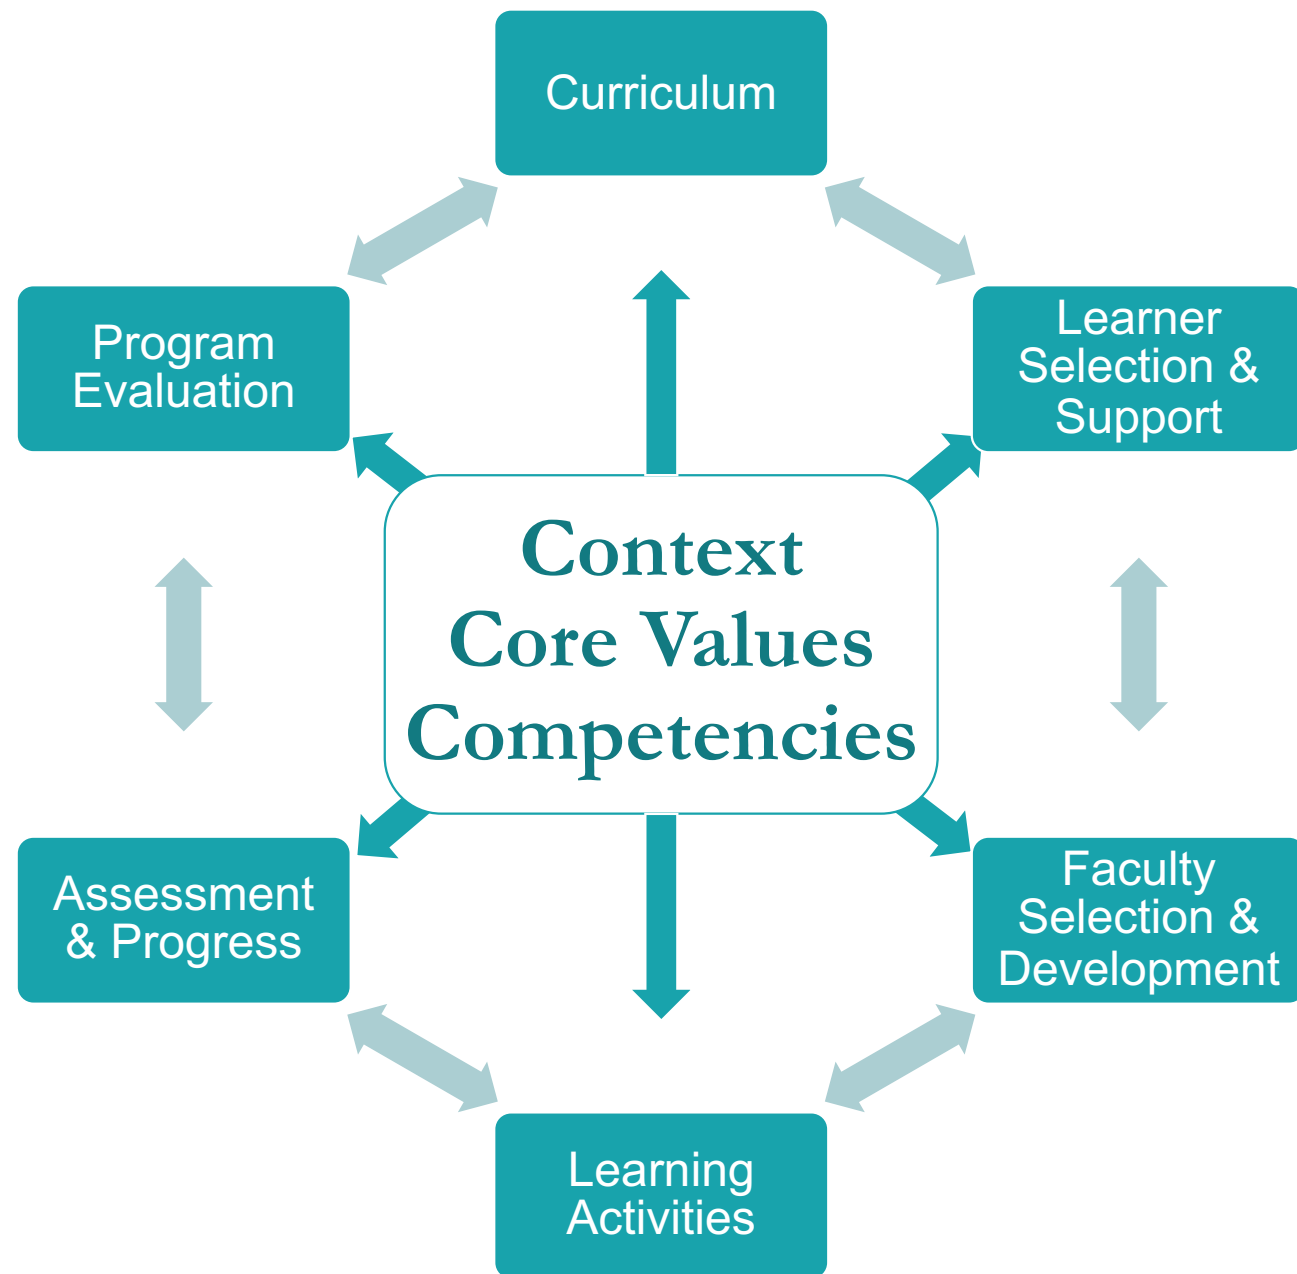 Curriculum
Program
Evaluation
Learner
Selection &
Support
Context
Core Values
Competencies
Assessment
& Progress
Faculty
Selection &
Development
Learning
Activities